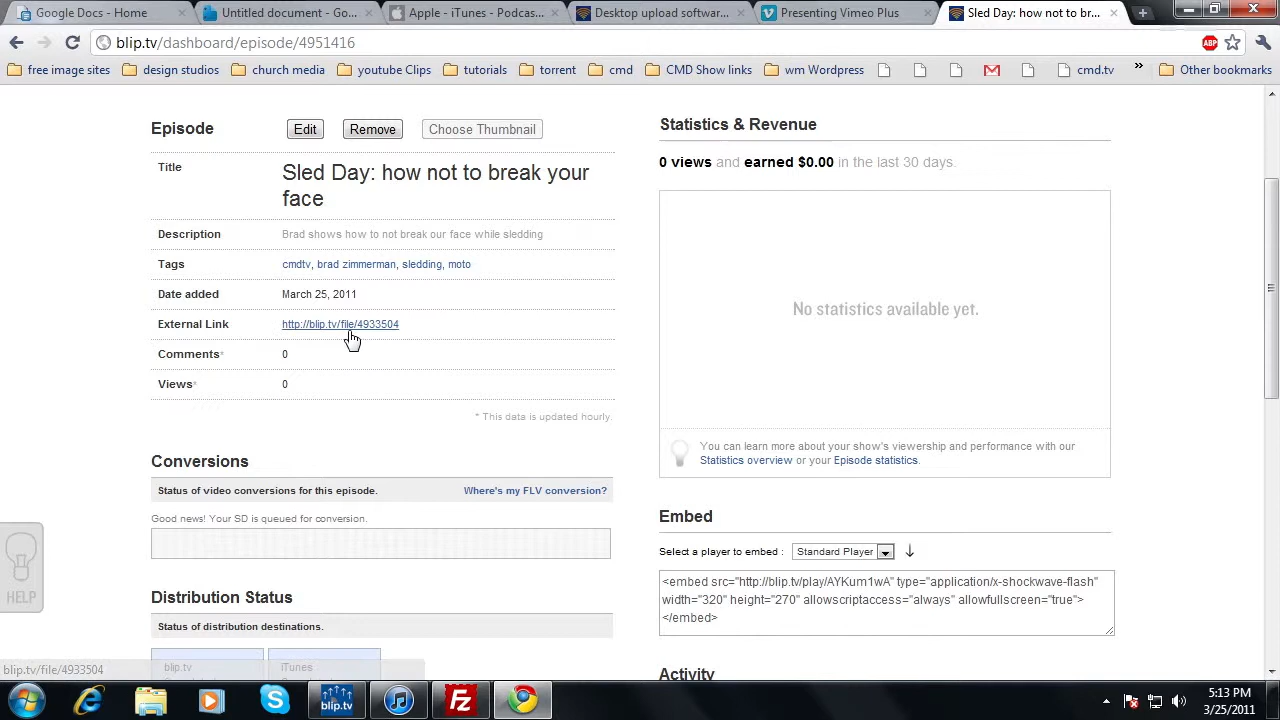 Google Docs - Home
Untitled document - Go...
Apple - iTunes - Podcas...
Desktop upload softwar...
Presenting Vimeo Plus
Sled Day: how not to br...
blip.tv/dashboard/episode/4951416
ABP
free image sites
design studios
church media
youtube Clips
tutorials
torrent
cmd
CMD Show links
wm Wordpress
cmd.tv
»
Other bookmarks
Episode
Edit
Remove
Choose Thumbnail
Title
Sled Day: how not to break your
face
Description
Brad shows how to not break our face while sledding
Tags
cmdtv, brad zimmerman, sledding, moto
Date added
March 25, 2011
External Link
http://blip.tv/file/4933504
Comments*
0
Views*
0
* This data is updated hourly.
Conversions
Status of video conversions for this episode.
Where's my FLV conversion?
Good news! Your SD is queued for conversion.
Distribution Status
Status of distribution destinations.
blip.tv
iTunes
Statistics & Revenue
0 views and earned $0.00 in the last 30 days.
No statistics available yet.
You can learn more about your show's viewership and performance with our
Statistics overview or your Episode statistics.
Embed
Select a player to embed :
Standard Player
<embed src="http://blip.tv/play/AYKum1wA" type="application/x-shockwave-flash"
width="320" height="270" allowscriptaccess="always" allowfullscreen="true">
</embed>
Activity
HELP
blip.tv/file/4933504
blip.tv
5:13 PM
3/25/2011